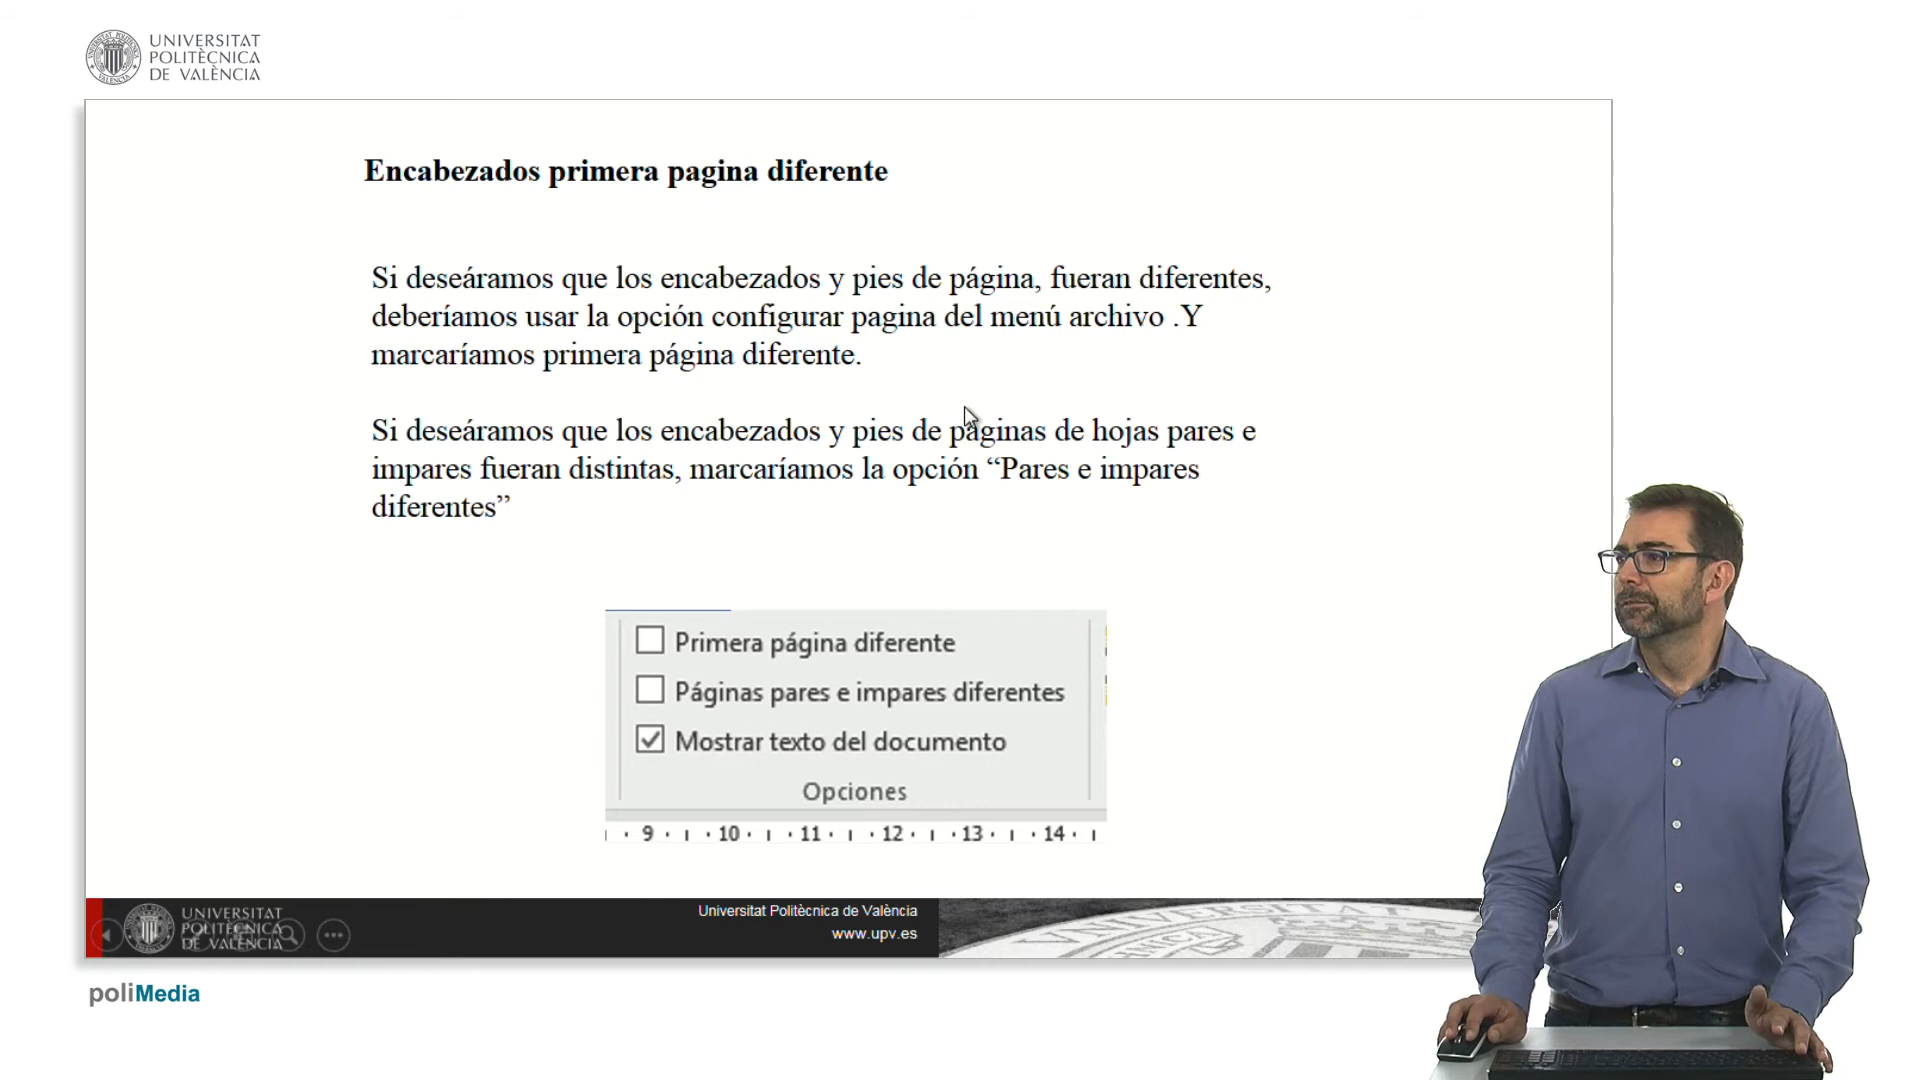 UNIVERSITAT
POLITÈCNICA
DE VALÈNCIA
Encabezados primera pagina diferente
Si deseáramos que los encabezados y pies de página, fueran diferentes,
deberíamos usar la opción configurar pagina del menú archivo .Y
marcaríamos primera página diferente.
Si deseáramos que los encabezados y pies de páginas de hojas pares e
impares fueran distintas, marcaríamos la opción “Pares e impares
diferentes”
Primera página diferente
Páginas pares e impares diferentes
Mostrar texto del documento
Opciones
9 10 11 12 13 14
UNIVERSITAT
POLITÈCNICA
DE VALÈNCIA
Universitat Politècnica de València
www.upv.es
poliMedia